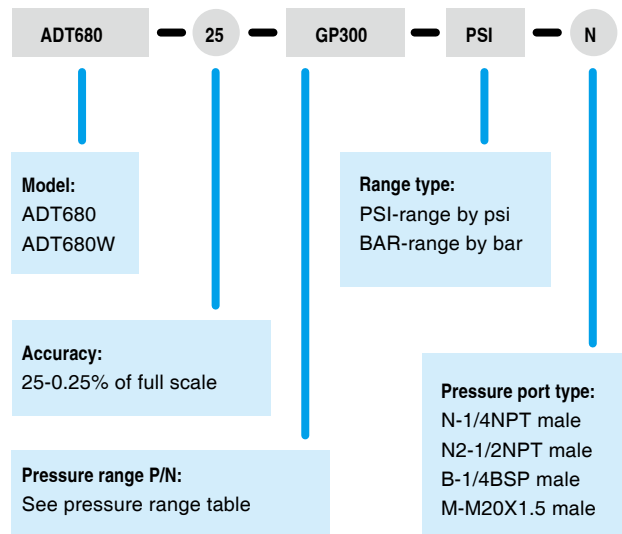 ADT680 25 GP300 PSI N
Model:
ADT680
ADT680W
Range type:
PSI-range by psi
BAR-range by bar
Accuracy:
25-0.25% of full scale
Pressure port type:
N-1/4NPT male
N2-1/2NPT male
B-1/4BSP male
M-M20X1.5 male
Pressure range P/N:
See pressure range table